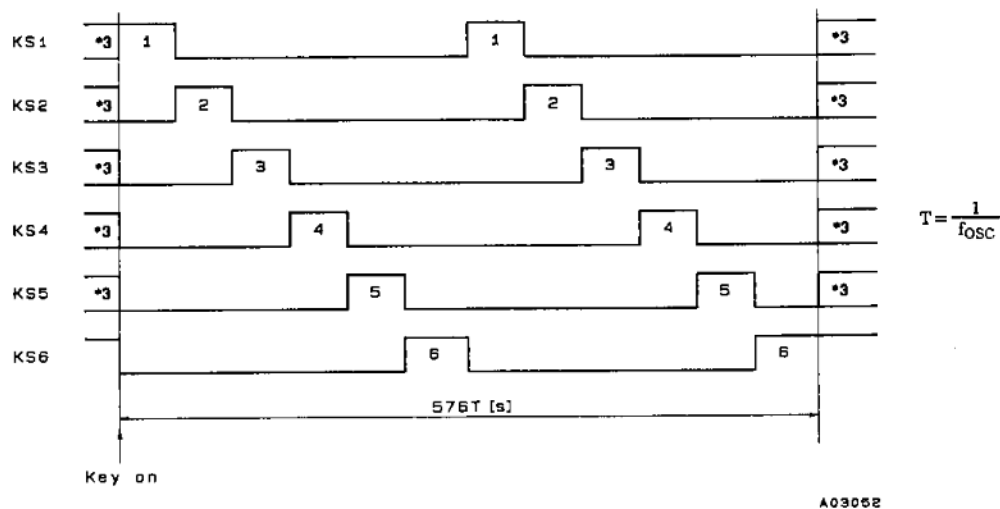 KS1 *3 1 1 *3
KS2 *3 2 2 *3
KS3 *3 3 3 *3
KS4 *3 4 4 *3
KS5 *3 5 5 *3
KS6 6 6
576T [s]
Key on
T = 1/fOSC
A03052